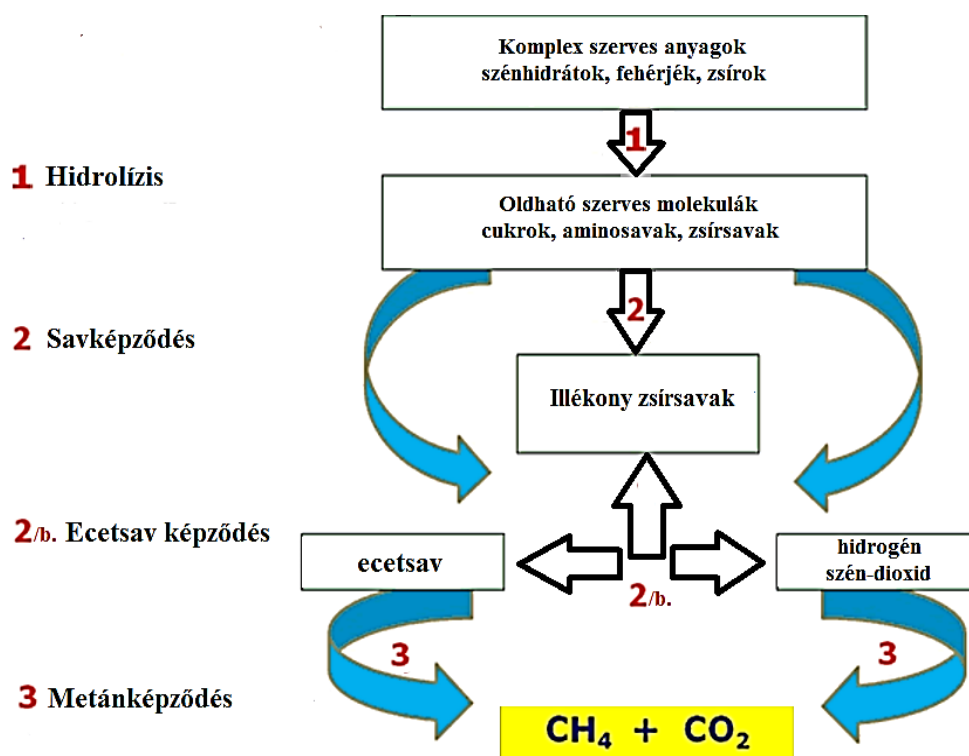 Komplex szerves anyagok
szénhidrátok, fehérjék, zsírok
1
1 Hidrolízis
Oldható szerves molekulák
cukrok, aminosavak, zsírsavak
2
2 Savképződés
Illékony zsírsavak
2/b. Ecetsav képződés
ecetsav
hidrogén
szén-dioxid
2/b.
3
3
3 Metánképződés
CH₄ + CO₂